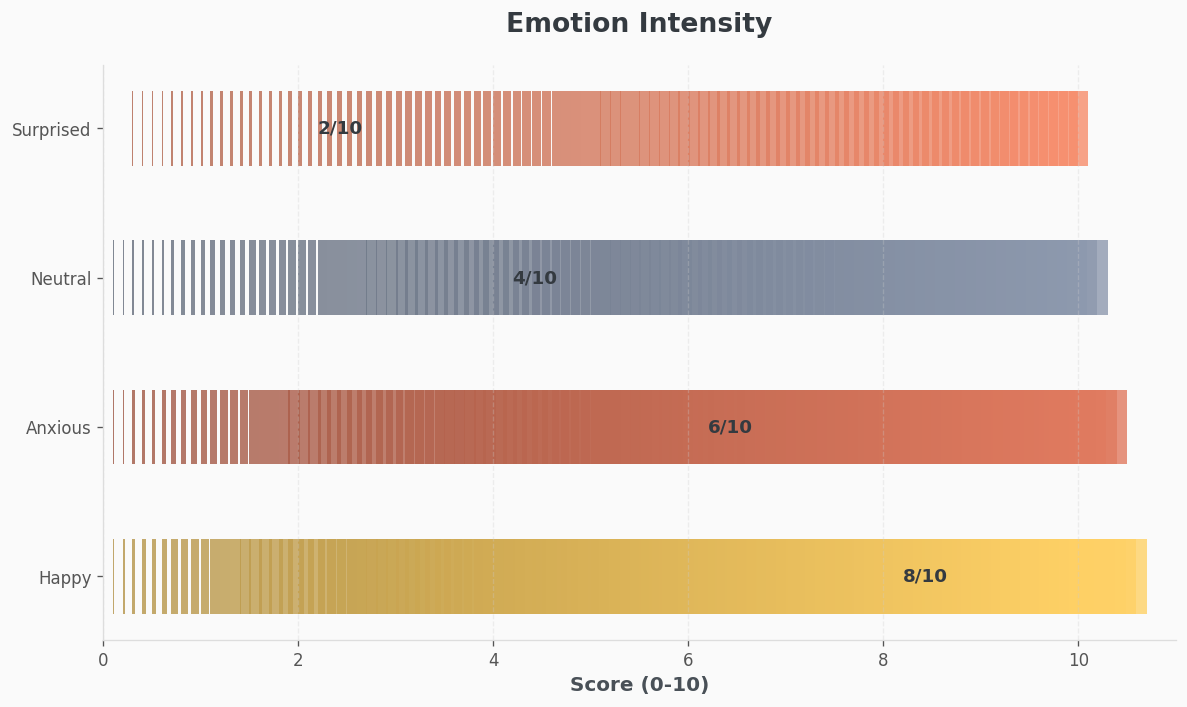 Emotion Intensity
Surprised
2/10
Neutral
4/10
Anxious
6/10
Happy
8/10
0 2 4 6 8 10
Score (0-10)